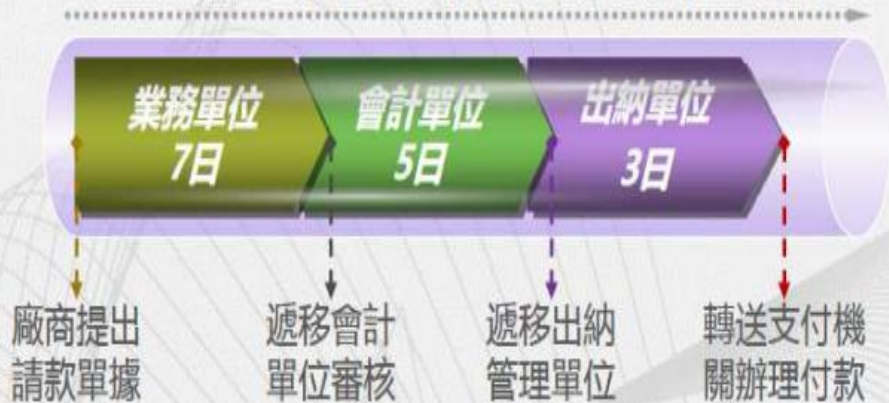 業務單位
7日
會計單位
5日
出納單位
3日
廠商提出
請款單據
遞移會計
單位審核
遞移出納
管理單位
轉送支付機
關辦理付款